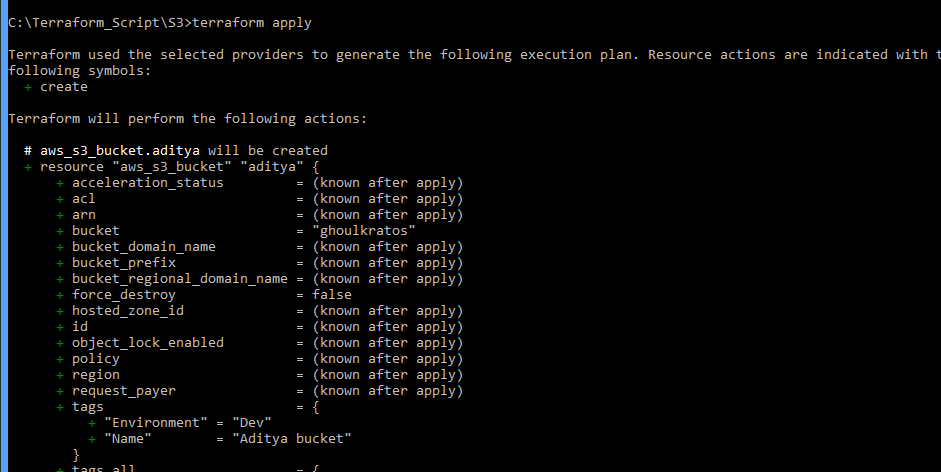 C:\Terraform_Script\S3>terraform apply
Terraform used the selected providers to generate the following execution plan. Resource actions are indicated with t
following symbols:
+ create
Terraform will perform the following actions:
# aws_s3_bucket.aditya will be created
+ resource "aws_s3_bucket" "aditya" {
+ acceleration_status = (known after apply)
+ acl = (known after apply)
+ arn = (known after apply)
+ bucket = "ghoulkratos"
+ bucket_domain_name = (known after apply)
+ bucket_prefix = (known after apply)
+ bucket_regional_domain_name = (known after apply)
+ force_destroy = false
+ hosted_zone_id = (known after apply)
+ id = (known after apply)
+ object_lock_enabled = (known after apply)
+ policy = (known after apply)
+ region = (known after apply)
+ request_payer = (known after apply)
+ tags = {
+ "Environment" = "Dev"
+ "Name" = "Aditya bucket"
}
+ tags_all = {